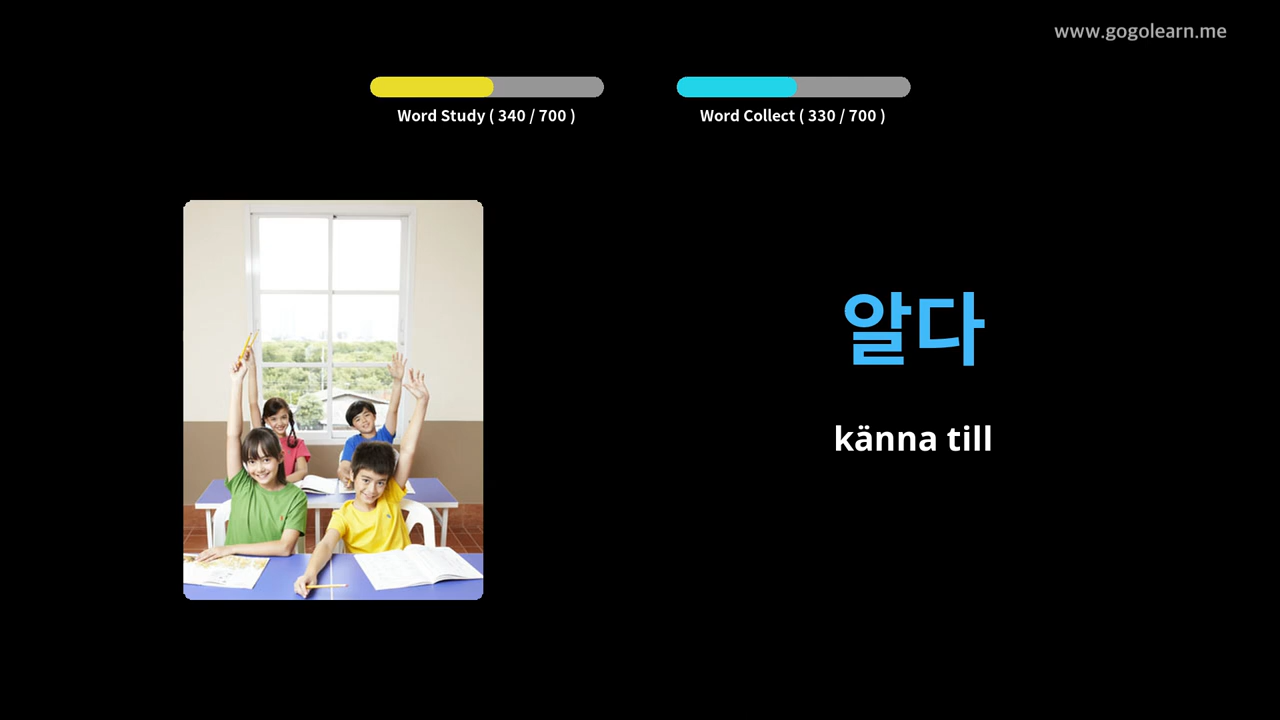 www.gogolearn.me
Word Study ( 340 / 700 )
Word Collect ( 330 / 700 )
알다
känna till